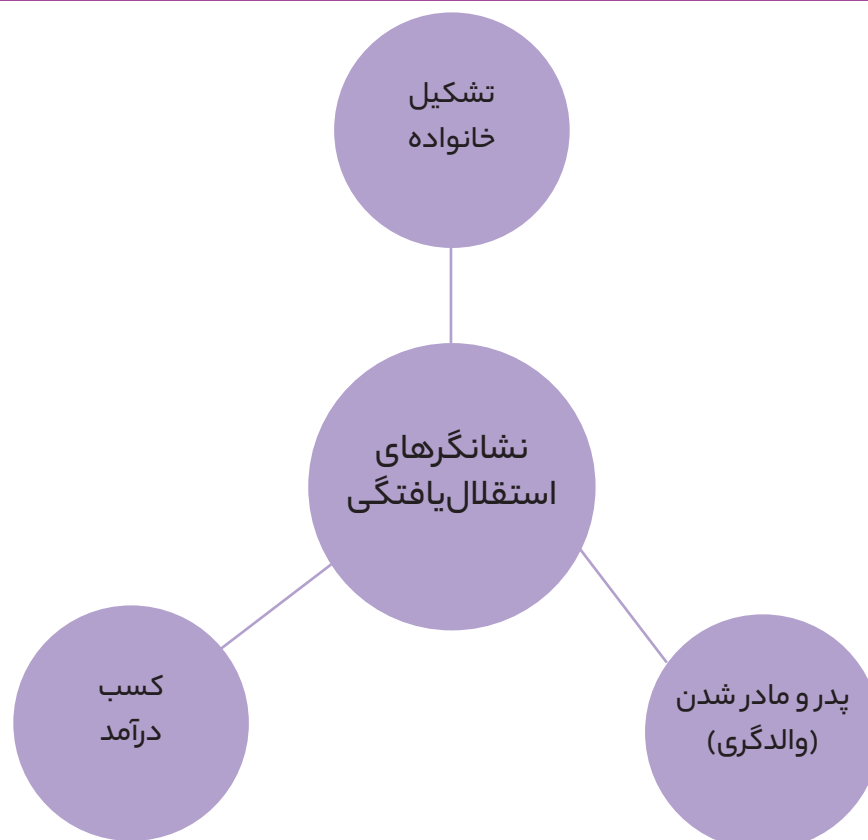 تشکیل
خانواده
نشانگرهای
استقلال‌یافتگی
کسب
درآمد
پدر و مادر شدن
(والدگری)